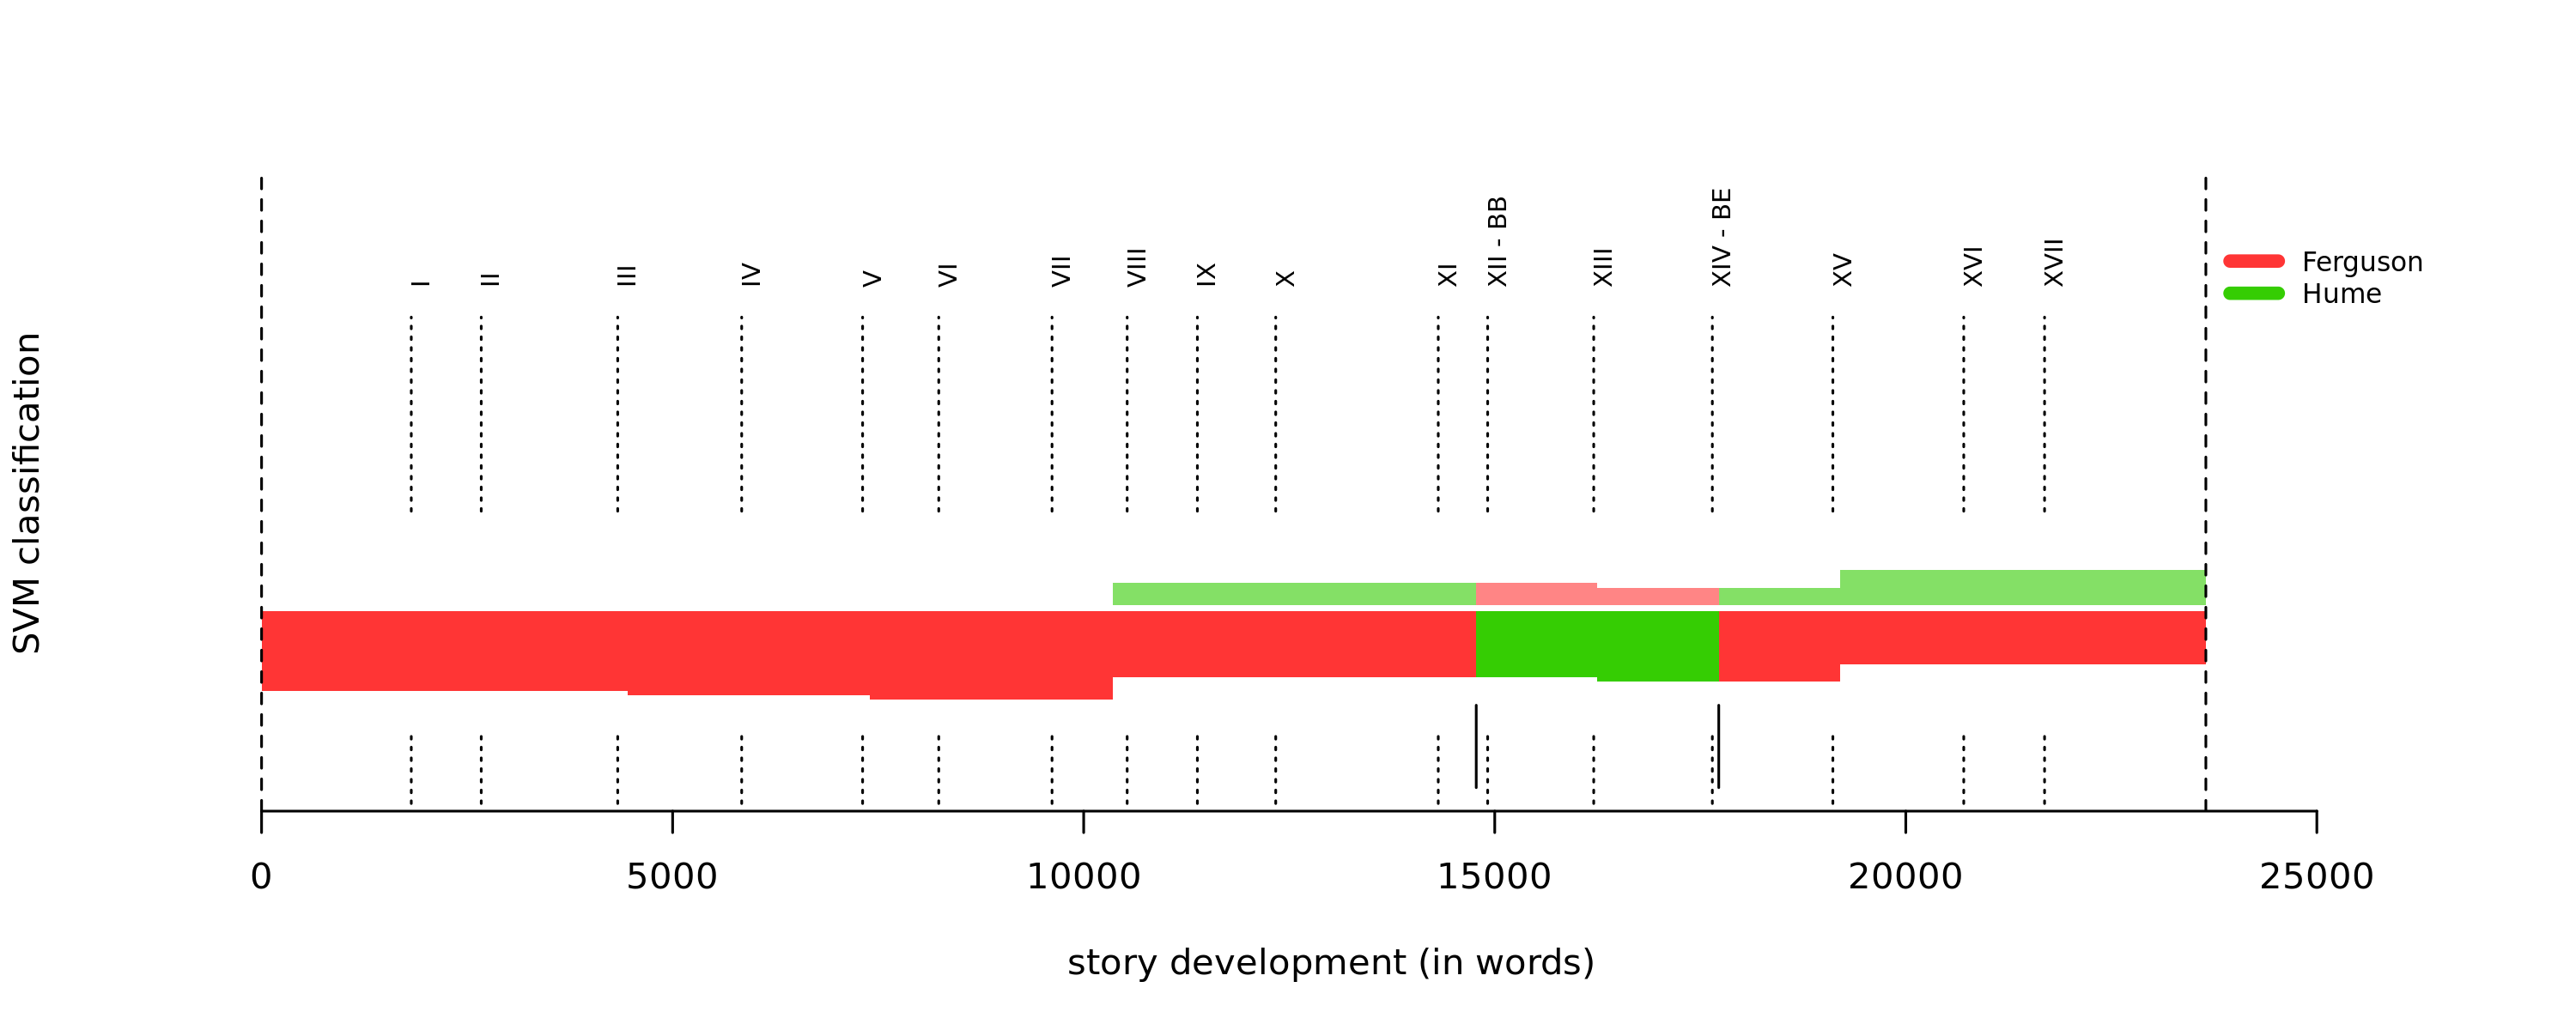 I
II
III
IV
V
VI
VII
VIII
IX
X
XI
XII - BB
XIII
XIV - BE
XV
XVI
XVII
Ferguson
Hume
SVM classification
0
5000
10000
15000
20000
25000
story development (in words)